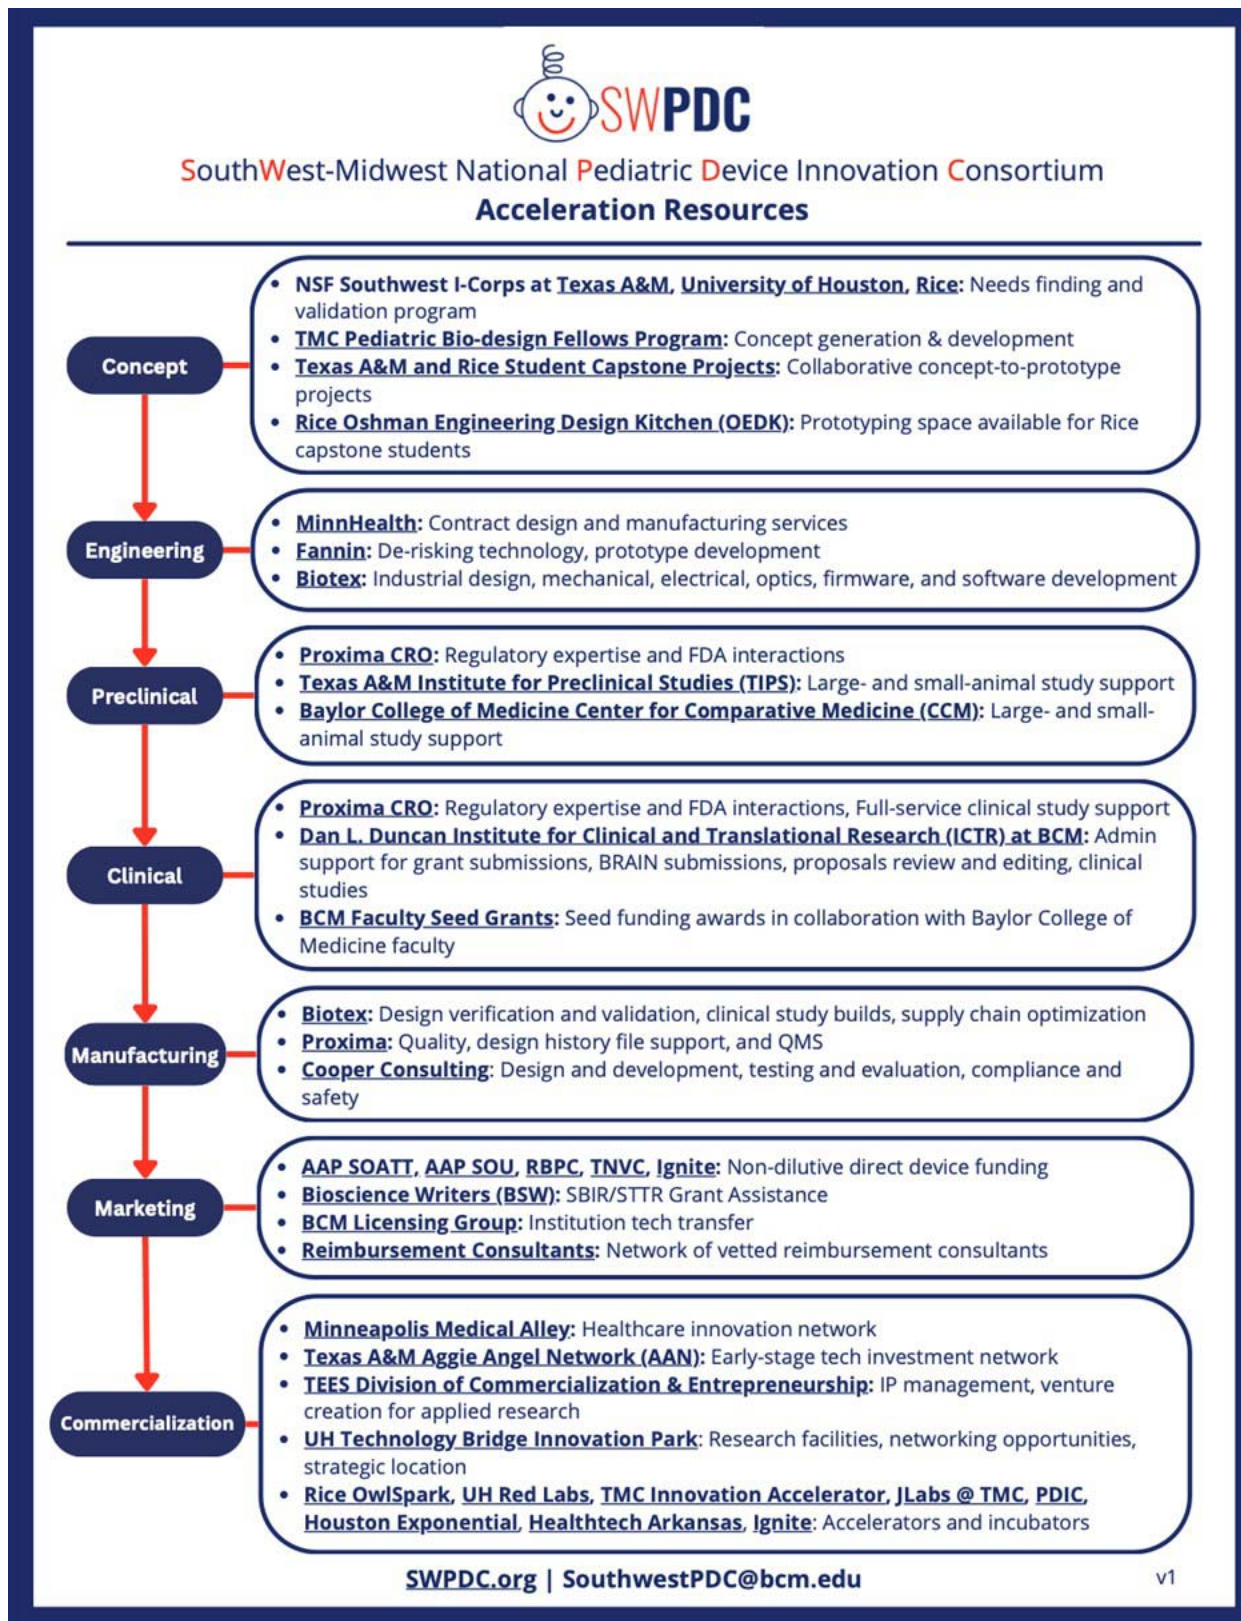 SWPDC
SouthWest-Midwest National Pediatric Device Innovation Consortium
Acceleration Resources
Concept
• NSF Southwest I-Corps at Texas A&M, University of Houston, Rice: Needs finding and
validation program
• TMC Pediatric Bio-design Fellows Program: Concept generation & development
• Texas A&M and Rice Student Capstone Projects: Collaborative concept-to-prototype
projects
• Rice Oshman Engineering Design Kitchen (OEDK): Prototyping space available for Rice
capstone students
Engineering
• MinnHealth: Contract design and manufacturing services
• Fannin: De-risking technology, prototype development
• Biotex: Industrial design, mechanical, electrical, optics, firmware, and software development
Preclinical
• Proxima CRO: Regulatory expertise and FDA interactions
• Texas A&M Institute for Preclinical Studies (TIPS): Large- and small-animal study support
• Baylor College of Medicine Center for Comparative Medicine (CCM): Large- and small-
animal study support
Clinical
• Proxima CRO: Regulatory expertise and FDA interactions, Full-service clinical study support
• Dan L. Duncan Institute for Clinical and Translational Research (ICTR) at BCM: Admin
support for grant submissions, BRAIN submissions, proposals review and editing, clinical
studies
• BCM Faculty Seed Grants: Seed funding awards in collaboration with Baylor College of
Medicine faculty
Manufacturing
• Biotex: Design verification and validation, clinical study builds, supply chain optimization
• Proxima: Quality, design history file support, and QMS
• Cooper Consulting: Design and development, testing and evaluation, compliance and
safety
Marketing
• AAP SOATT, AAP SOU, RBPC, TNVC, Ignite: Non-dilutive direct device funding
• Bioscience Writers (BSW): SBIR/STTR Grant Assistance
• BCM Licensing Group: Institution tech transfer
• Reimbursement Consultants: Network of vetted reimbursement consultants
Commercialization
• Minneapolis Medical Alley: Healthcare innovation network
• Texas A&M Aggie Angel Network (AAN): Early-stage tech investment network
• TEES Division of Commercialization & Entrepreneurship: IP management, venture
creation for applied research
• UH Technology Bridge Innovation Park: Research facilities, networking opportunities,
strategic location
• Rice OwlSpark, UH Red Labs, TMC Innovation Accelerator, JLabs @ TMC, PDIC,
Houston Exponential, Healthtech Arkansas, Ignite: Accelerators and incubators
SWPDC.org | SouthwestPDC@bcm.edu
v1